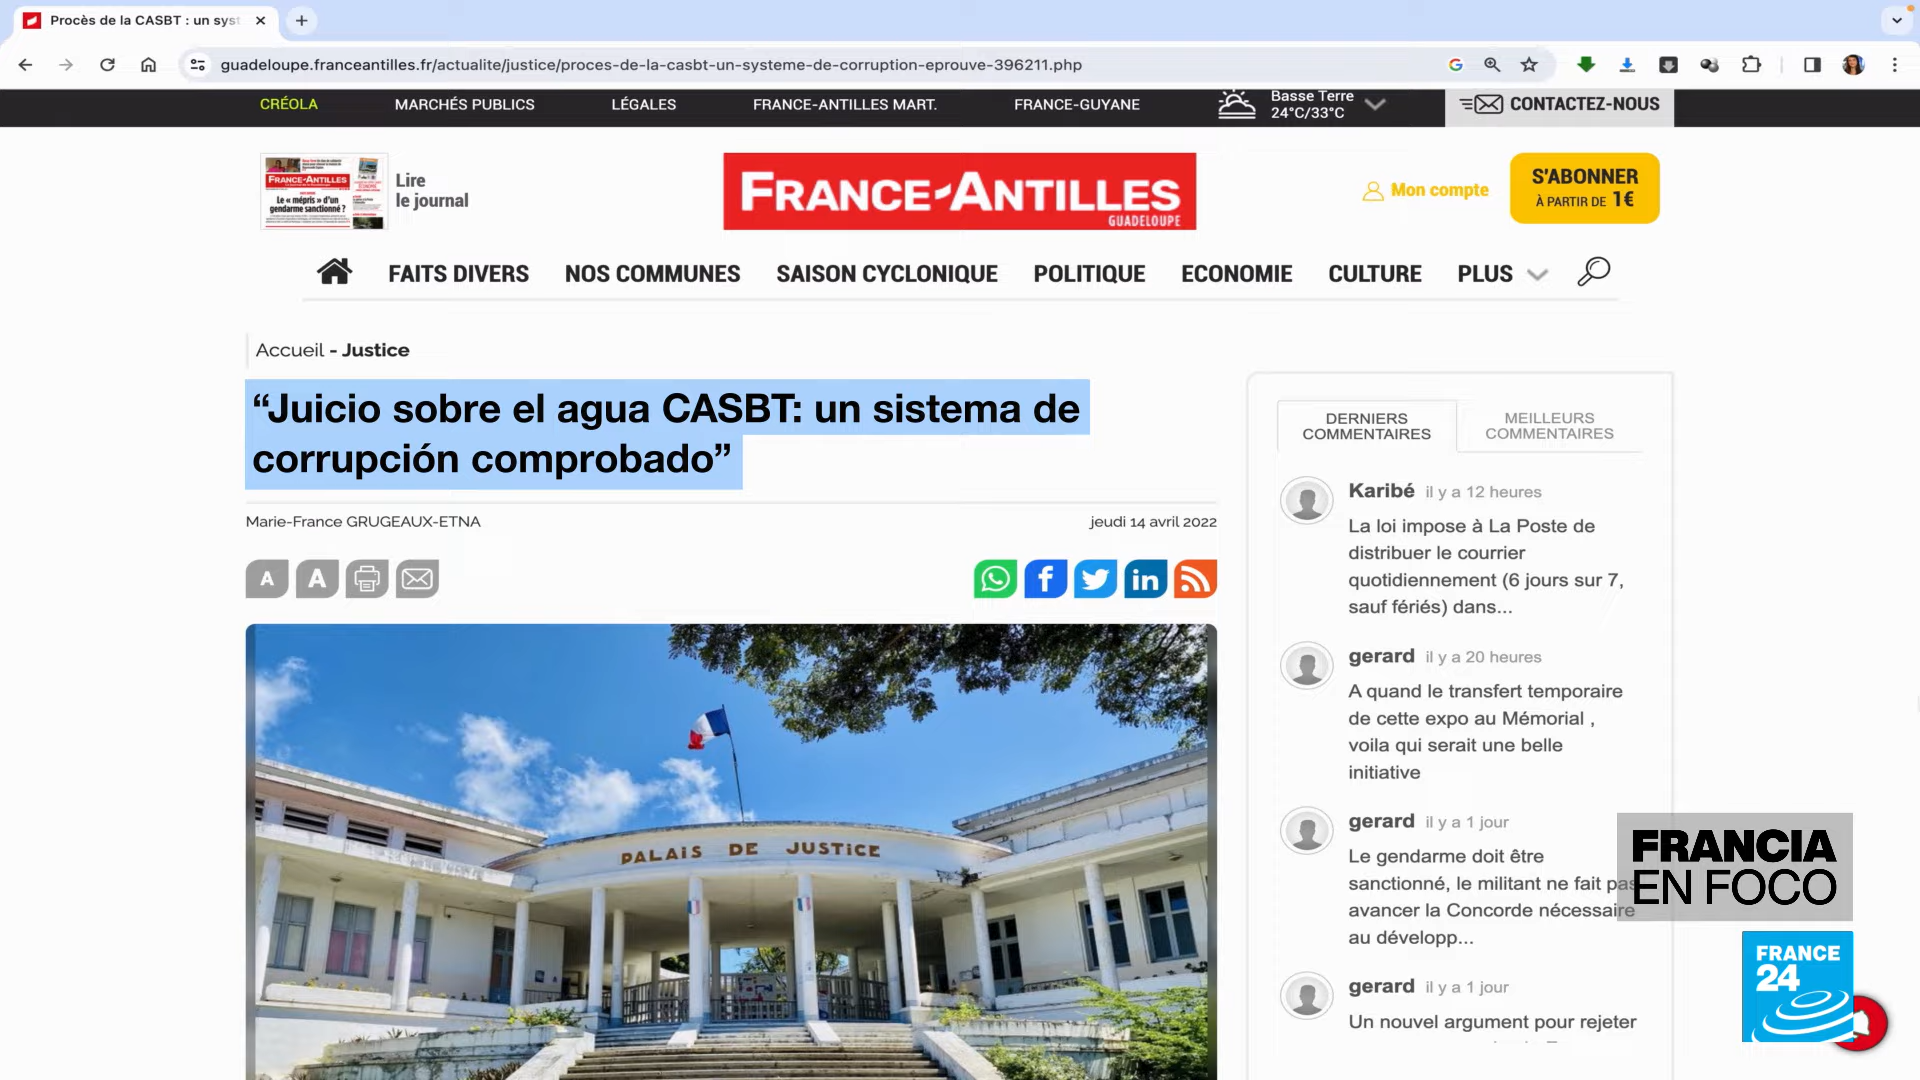 Procès de la CASBT : un syst
guadeloupe.franceantilles.fr/actualite/justice/proces-de-la-casbt-un-systeme-de-corruption-eprouve-396211.php
CRÉOLA
MARCHÉS PUBLICS
LÉGALES
FRANCE-ANTILLES MART.
FRANCE-GUYANE
Basse Terre
24°C/33°C
CONTACTEZ-NOUS
FRANCE-ANTILLES
Le « mépris » d'un
gendarme sanctionné ?
Lire
le journal
FRANCE-ANTILLES
GUADELOUPE
Mon compte
S'ABONNER
À PARTIR DE 1€
FAITS DIVERS
NOS COMMUNES
SAISON CYCLONIQUE
POLITIQUE
ECONOMIE
CULTURE
PLUS
Accueil - Justice
“Juicio sobre el agua CASBT: un sistema de
corrupción comprobado”
Marie-France GRUGEAUX-ETNA
jeudi 14 avril 2022
A
A
PALAIS DE JUSTICE
DERNIERS
COMMENTAIRES
MEILLEURS
COMMENTAIRES
Karibé il y a 12 heures
La loi impose à La Poste de
distribuer le courrier
quotidiennement (6 jours sur 7,
sauf fériés) dans...
gerard il y a 20 heures
A quand le transfert temporaire
de cette expo au Mémorial ,
voila qui serait une belle
initiative
gerard il y a 1 jour
Le gendarme doit être
sanctionné, le militant ne fait pas
avancer la Concorde nécessaire
au développ...
gerard il y a 1 jour
Un nouvel argument pour rejeter
FRANCIA
EN FOCO
FRANCE
24